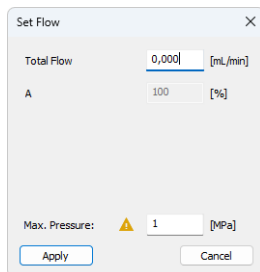 Set Flow
Total Flow 0,000 [mL/min]
A 100 [%]
Max. Pressure: 1 [MPa]
Apply Cancel